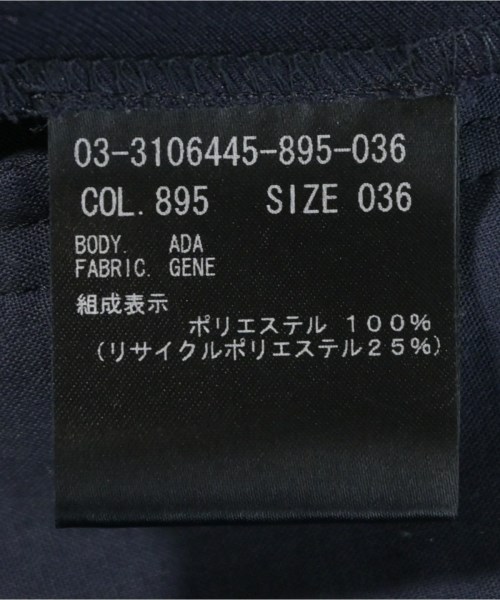 03-3106445-895-036
COL. 895 SIZE 036
BODY. ADA
FABRIC. GENE
組成表示
ポリエステル １００％
（リサイクルポリエステル２５％）